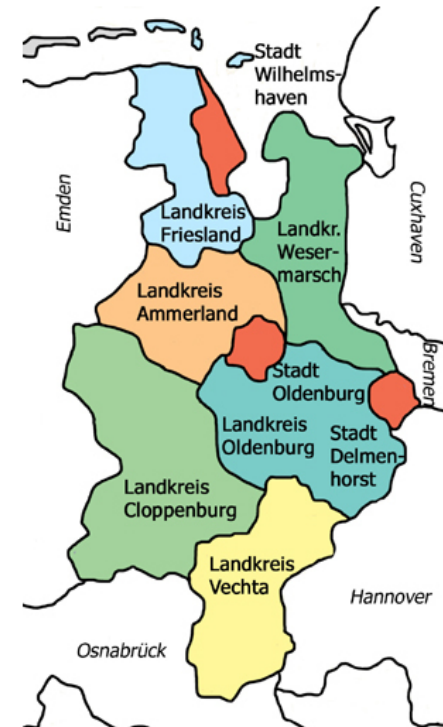 Stadt
Wilhelms-
haven
Emden
Cuxhaven
Landkreis
Friesland
Landkr.
Weser-
marsch
Landkreis
Ammerland
Bremen
Stadt
Oldenburg
Landkreis
Oldenburg
Stadt
Delmen-
horst
Landkreis
Cloppenburg
Landkreis
Vechta
Hannover
Osnabrück